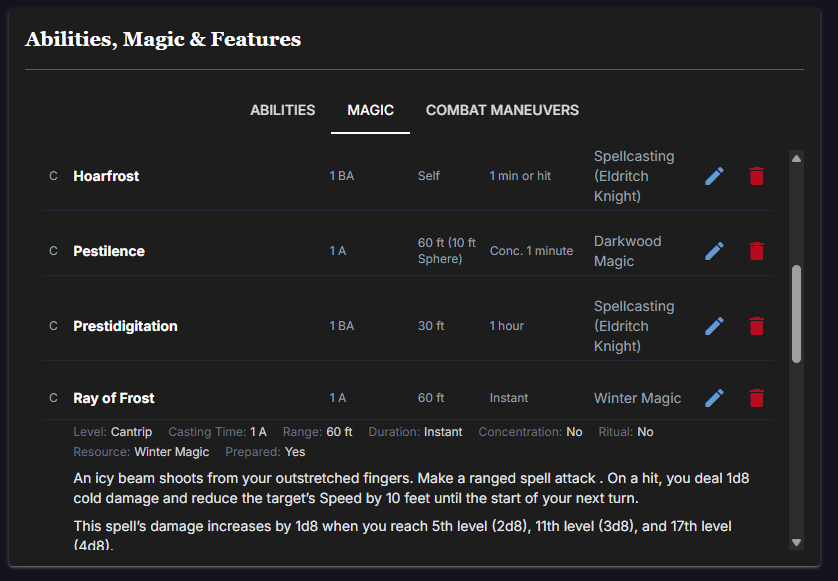 Abilities, Magic & Features
ABILITIES MAGIC COMBAT MANEUVERS
C Hoarfrost 1 BA Self 1 min or hit Spellcasting
(Eldritch
Knight)
C Pestilence 1 A 60 ft (10 ft
Sphere) Conc. 1 minute Darkwood
Magic
C Prestidigitation 1 BA 30 ft 1 hour Spellcasting
(Eldritch
Knight)
C Ray of Frost 1 A 60 ft Instant Winter Magic
Level: Cantrip Casting Time: 1 A Range: 60 ft Duration: Instant Concentration: No Ritual: No
Resource: Winter Magic Prepared: Yes
An icy beam shoots from your outstretched fingers. Make a ranged spell attack . On a hit, you deal 1d8
cold damage and reduce the target’s Speed by 10 feet until the start of your next turn.
This spell’s damage increases by 1d8 when you reach 5th level (2d8), 11th level (3d8), and 17th level
(4d8).